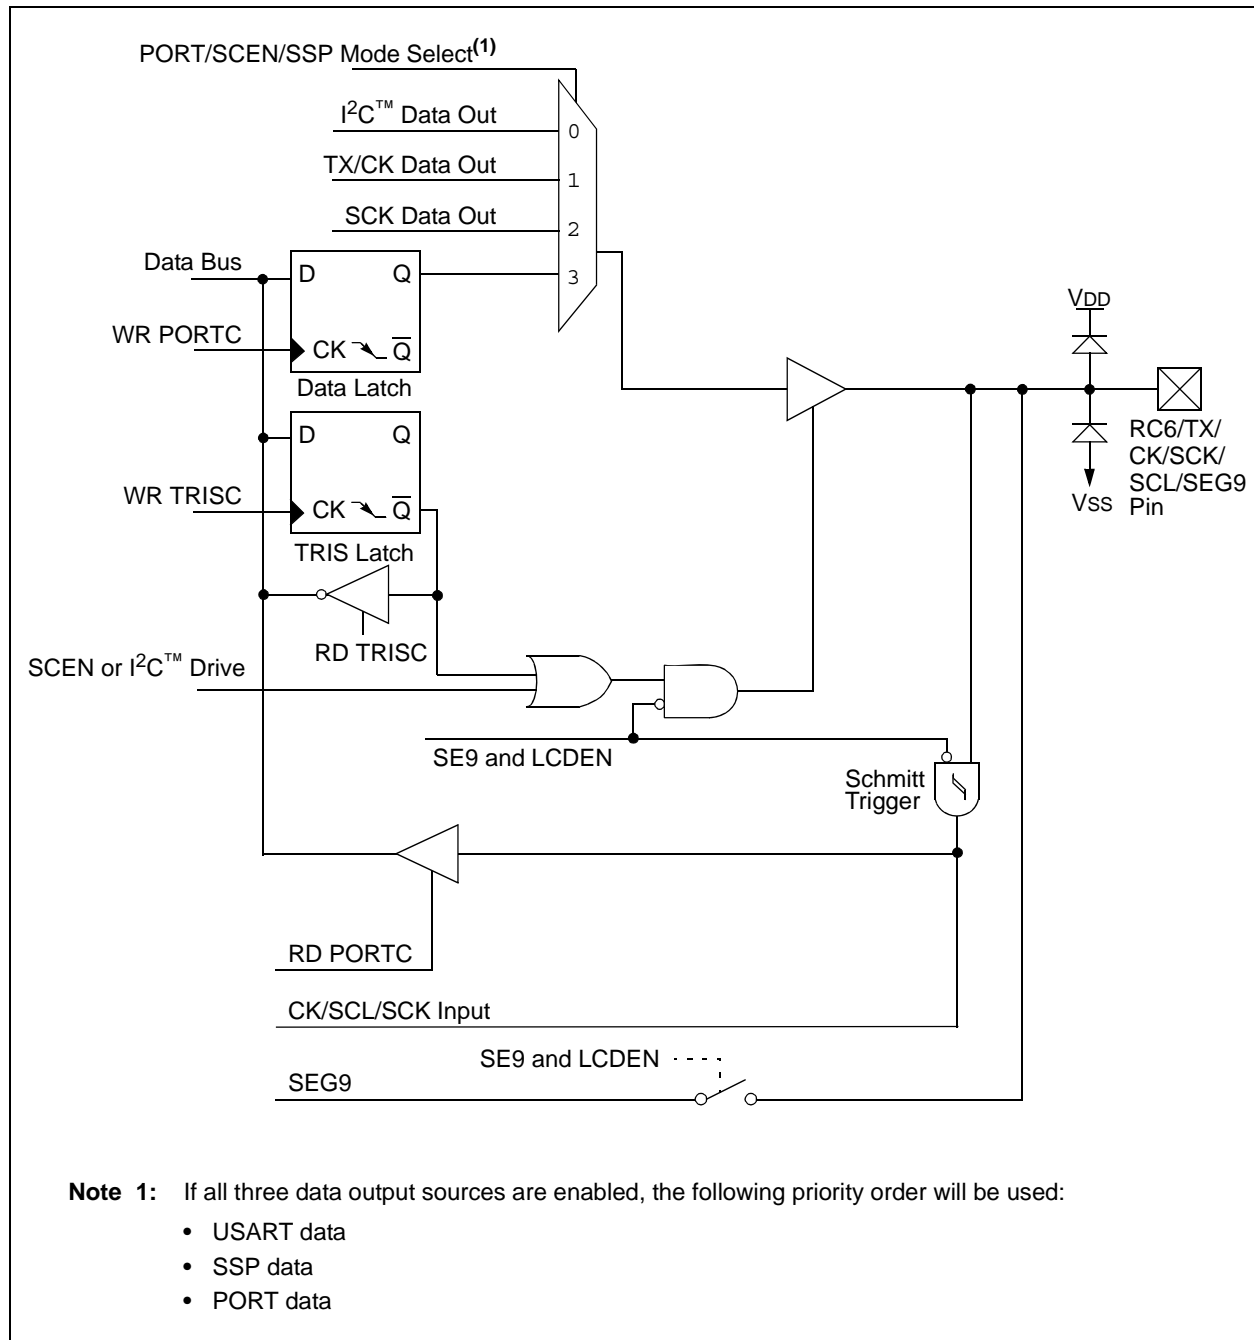 PORT/SCEN/SSP Mode Select(1)
I2C™ Data Out
0
TX/CK Data Out
1
SCK Data Out
2
Data Bus
D Q
3
WR PORTC
CK Q
Data Latch
VDD
RC6/TX/
CK/SCK/
SCL/SEG9
Pin
VSS
D Q
WR TRISC
CK Q
TRIS Latch
RD TRISC
SCEN or I2C™ Drive
SE9 and LCDEN
Schmitt
Trigger
RD PORTC
CK/SCL/SCK Input
SE9 and LCDEN
SEG9
Note 1: If all three data output sources are enabled, the following priority order will be used:
• USART data
• SSP data
• PORT data